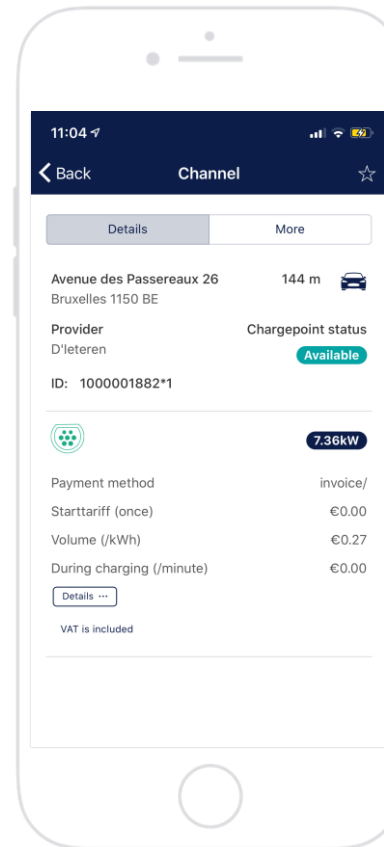 11:04
Back
Channel
Details
More
Avenue des Passereaux 26
144 m
Bruxelles 1150 BE
Provider
Chargepoint status
D'Ieteren
Available
ID: 1000001882*1
7.36kW
Payment method
invoice/
Starttariff (once)
€0.00
Volume (/kWh)
€0.27
During charging (/minute)
€0.00
Details ···
VAT is included